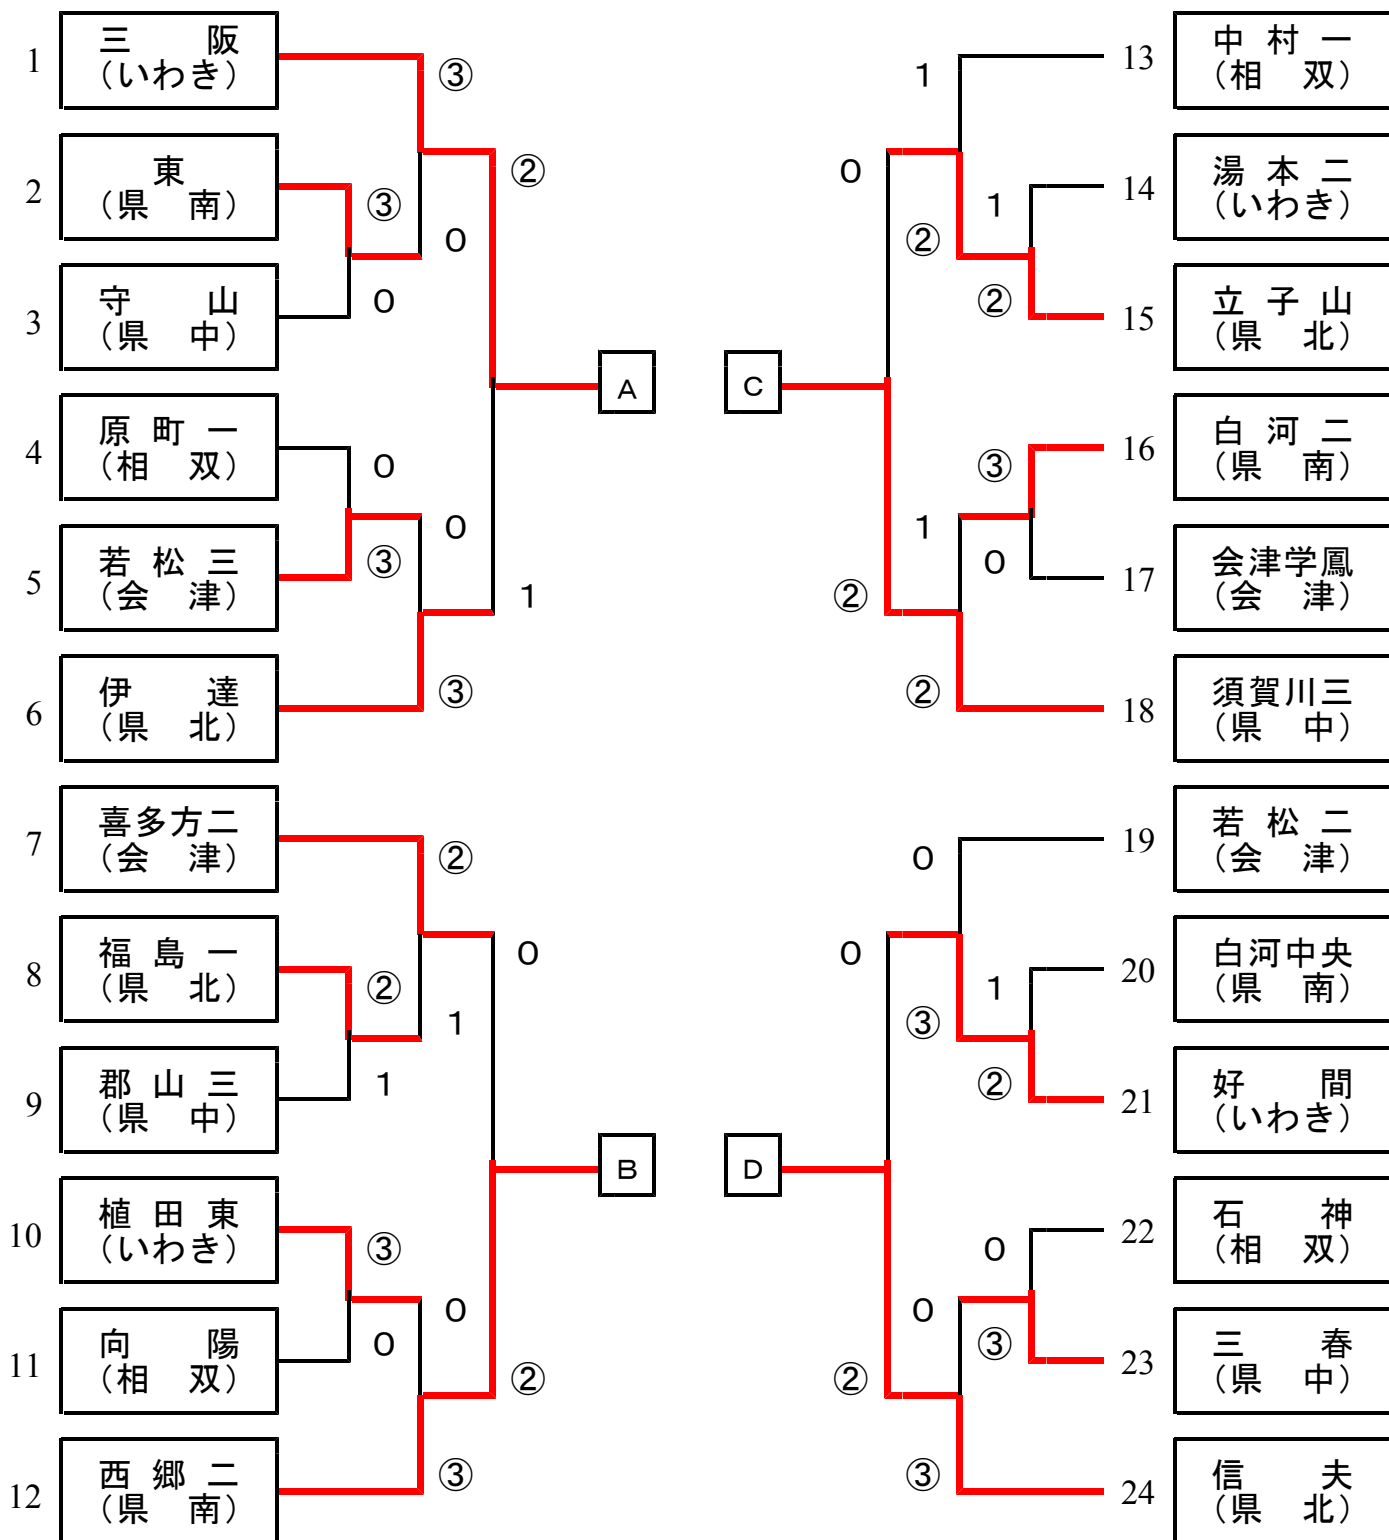 1 三阪
(いわき)
2 東
(県南)
3 守山
(県中)
4 原町一
(相双)
5 若松三
(会津)
6 伊達
(県北)
7 喜多方二
(会津)
8 福島一
(県北)
9 郡山三
(県中)
10 植田東
(いわき)
11 向陽
(相双)
12 西郷二
(県南)
③
②
③
0
0
0
0
③
1
③
A
②
0
②
1
1
③
0
0
②
③
B
1
0
1
②
②
③
1
0
②
②
C
0
0
1
③
②
0
0
③
②
③
D
13 中村一
(相双)
14 湯本二
(いわき)
15 立子山
(県北)
16 白河二
(県南)
17 会津学鳳
(会津)
18 須賀川三
(県中)
19 若松二
(会津)
20 白河中央
(県南)
21 好間
(いわき)
22 石神
(相双)
23 三春
(県中)
24 信夫
(県北)